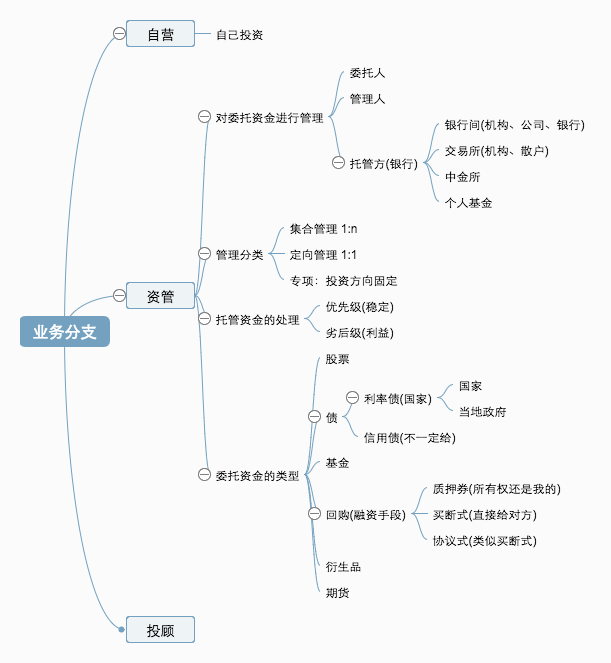 自营
自己投资
委托人
管理人
对委托资金进行管理
银行间(机构、公司、银行)
交易所(机构、散户)
托管方(银行)
中金所
个人基金
集合管理 1:n
管理分类
定向管理 1:1
专项：投资方向固定
资管
优先级(稳定)
托管资金的处理
劣后级(利益)
业务分支
股票
国家
利率债(国家)
当地政府
债
信用债(不一定给)
基金
委托资金的类型
质押券(所有权还是我的)
回购(融资手段)
买断式(直接给对方)
协议式(类似买断式)
衍生品
期货
投顾